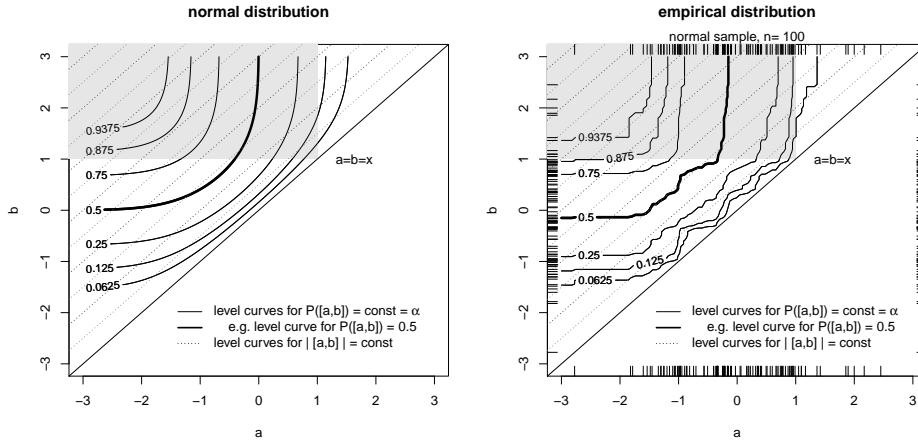 normal distribution
3
2
1
0
−1
−2
−3
b
0.9375
0.875
0.75
0.5
0.25
0.125
0.0625
a=b=x
level curves for P([a,b]) = const = α
e.g. level curve for P([a,b]) = 0.5
level curves for | [a,b] | = const
−3 −2 −1 0 1 2 3
a
empirical distribution
normal sample, n= 100
3
2
1
0
−1
−2
−3
b
0.9375
0.875
0.75
0.5
0.25
0.125
0.0625
a=b=x
level curves for P([a,b]) = const = α
e.g. level curve for P([a,b]) = 0.5
level curves for | [a,b] | = const
−3 −2 −1 0 1 2 3
a